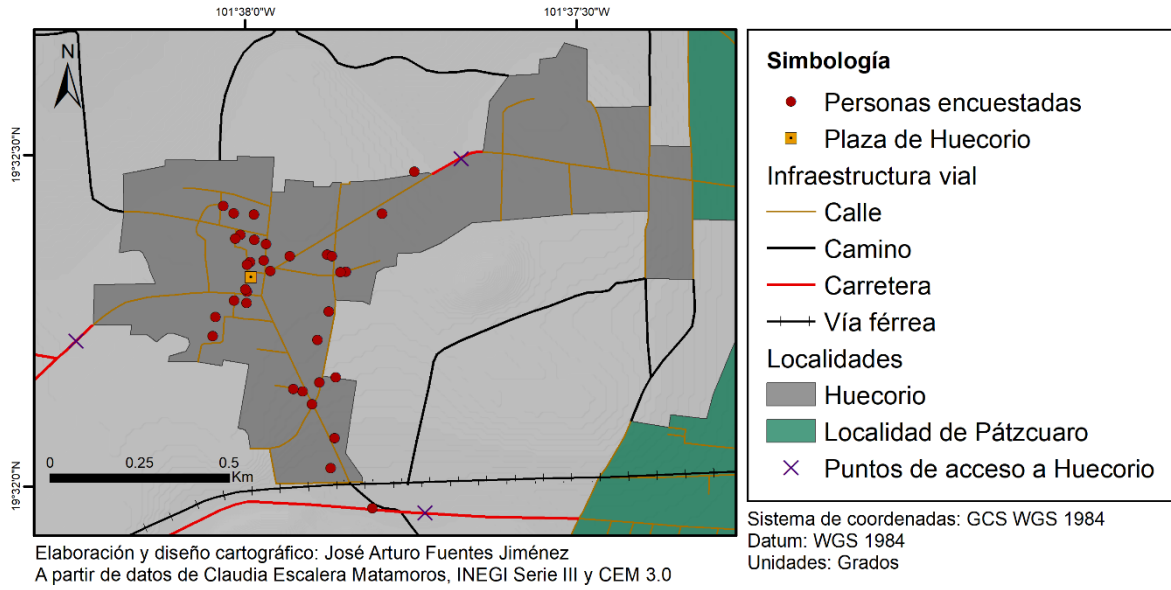 101°38'0"W
101°37'30"W
N
19°32'30"N
19°32'0"N
0
0.25
0.5
Km
Simbología
Personas encuestadas
Plaza de Huecorio
Infraestructura vial
Calle
Camino
Carretera
Vía férrea
Localidades
Huecorio
Localidad de Pátzcuaro
Puntos de acceso a Huecorio
Sistema de coordenadas: GCS WGS 1984
Datum: WGS 1984
Unidades: Grados
Elaboración y diseño cartográfico: José Arturo Fuentes Jiménez
A partir de datos de Claudia Escalera Matamoros, INEGI Serie III y CEM 3.0